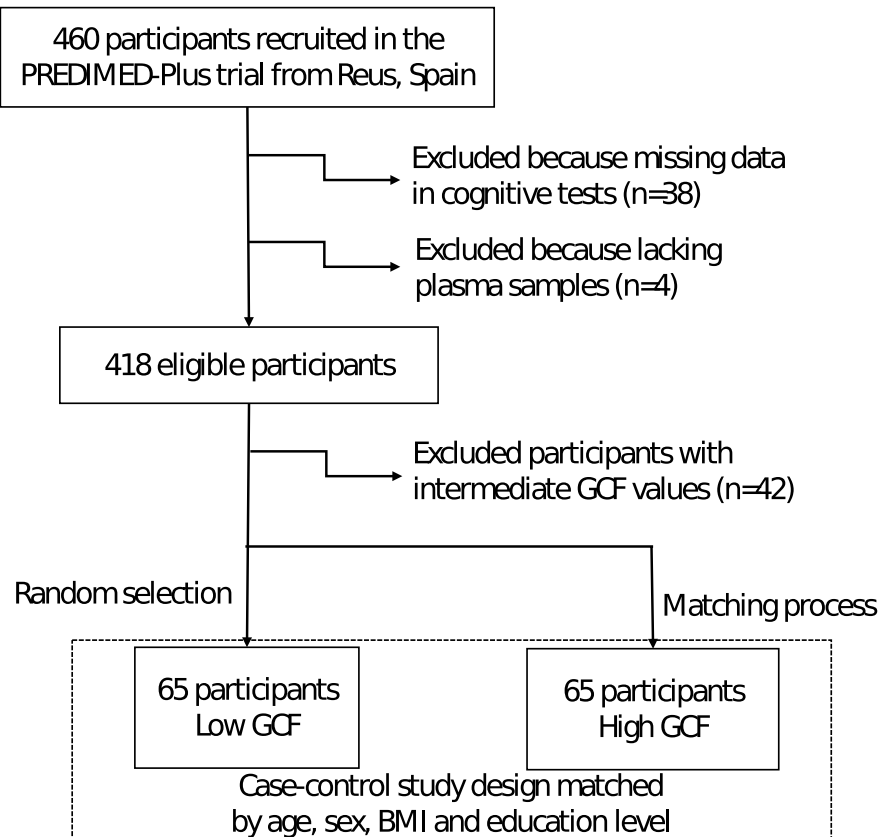 460 participants recruited in the
PREDIMED-Plus trial from Reus, Spain
Excluded because missing data
in cognitive tests (n=38)
Excluded because lacking
plasma samples (n=4)
418 eligible participants
Excluded participants with
intermediate GCF values (n=42)
Random selection
Matching process
65 participants
Low GCF
65 participants
High GCF
Case-control study design matched
by age, sex, BMI and education level